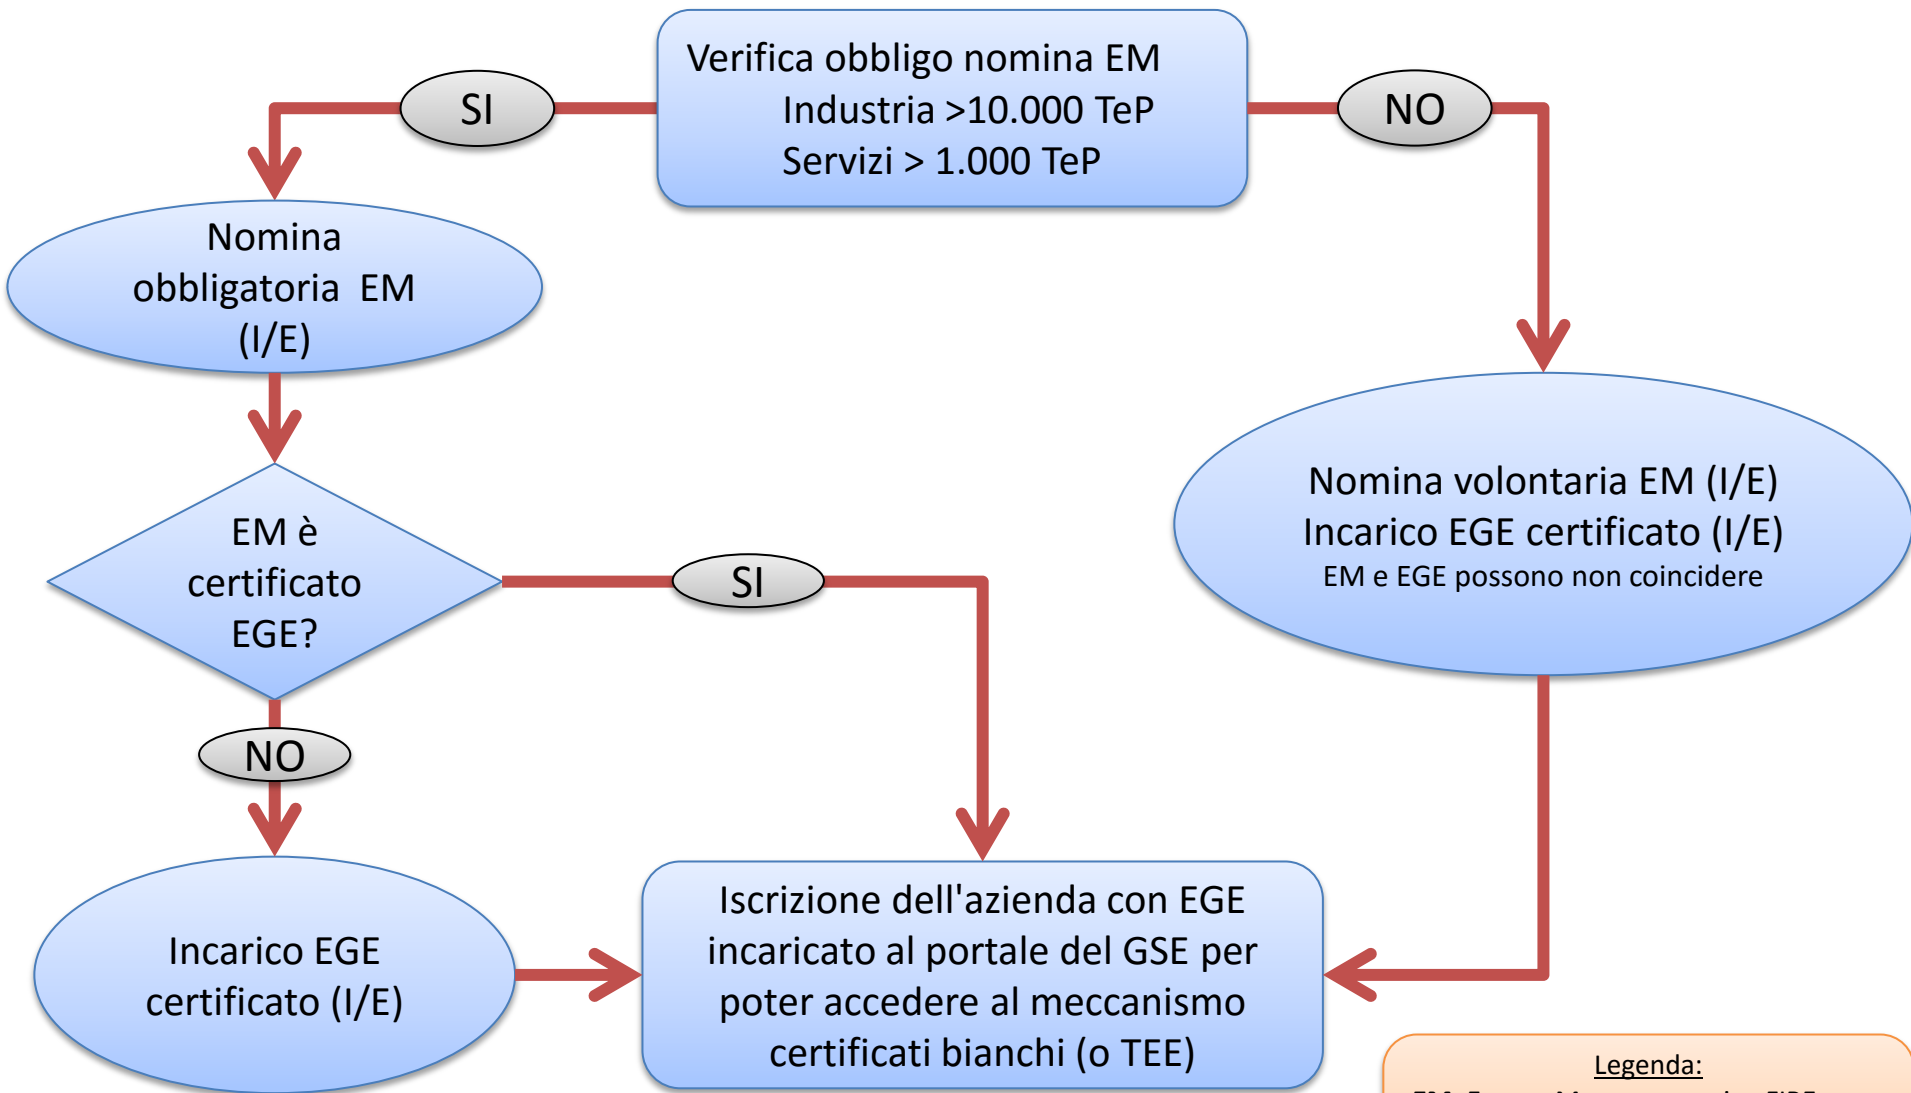 Verifica obbligo nomina EM
Industria >10.000 TeP
Servizi > 1.000 TeP
SI
NO
Nomina
obbligatoria EM
(I/E)
Nomina volontaria EM (I/E)
Incarico EGE certificato (I/E)
EM e EGE possono non coincidere
EM è
certificato
EGE?
SI
NO
Incarico EGE
certificato (I/E)
Iscrizione dell'azienda con EGE
incaricato al portale del GSE per
poter accedere al meccanismo
certificati bianchi (o TEE)
Legenda: